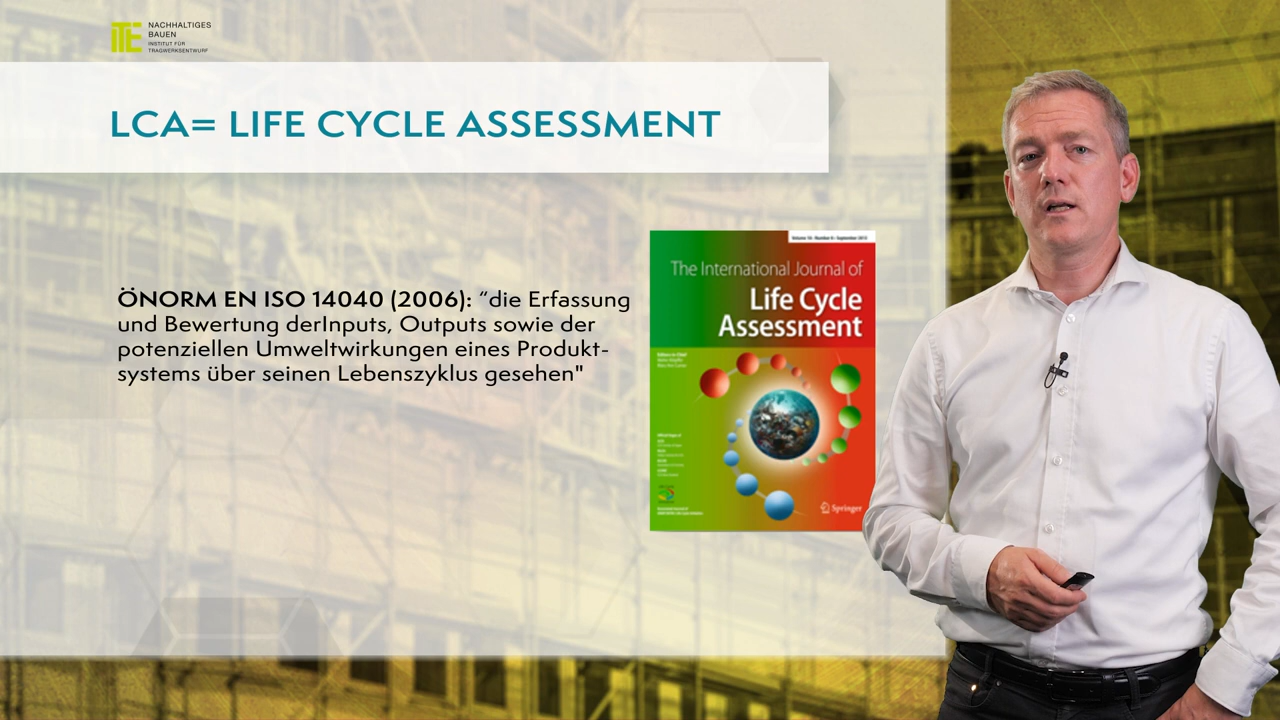 NACHHALTIGES
BAUEN
INSTITUT FÜR
TRAGWERKSENTWURF
LCA= LIFE CYCLE ASSESSMENT
ÖNORM EN ISO 14040 (2006): “die Erfassung
und Bewertung derInputs, Outputs sowie der
potenziellen Umweltwirkungen eines Produkt-
systems über seinen Lebenszyklus gesehen"
The International Journal of
Life Cycle
Assessment
Springer